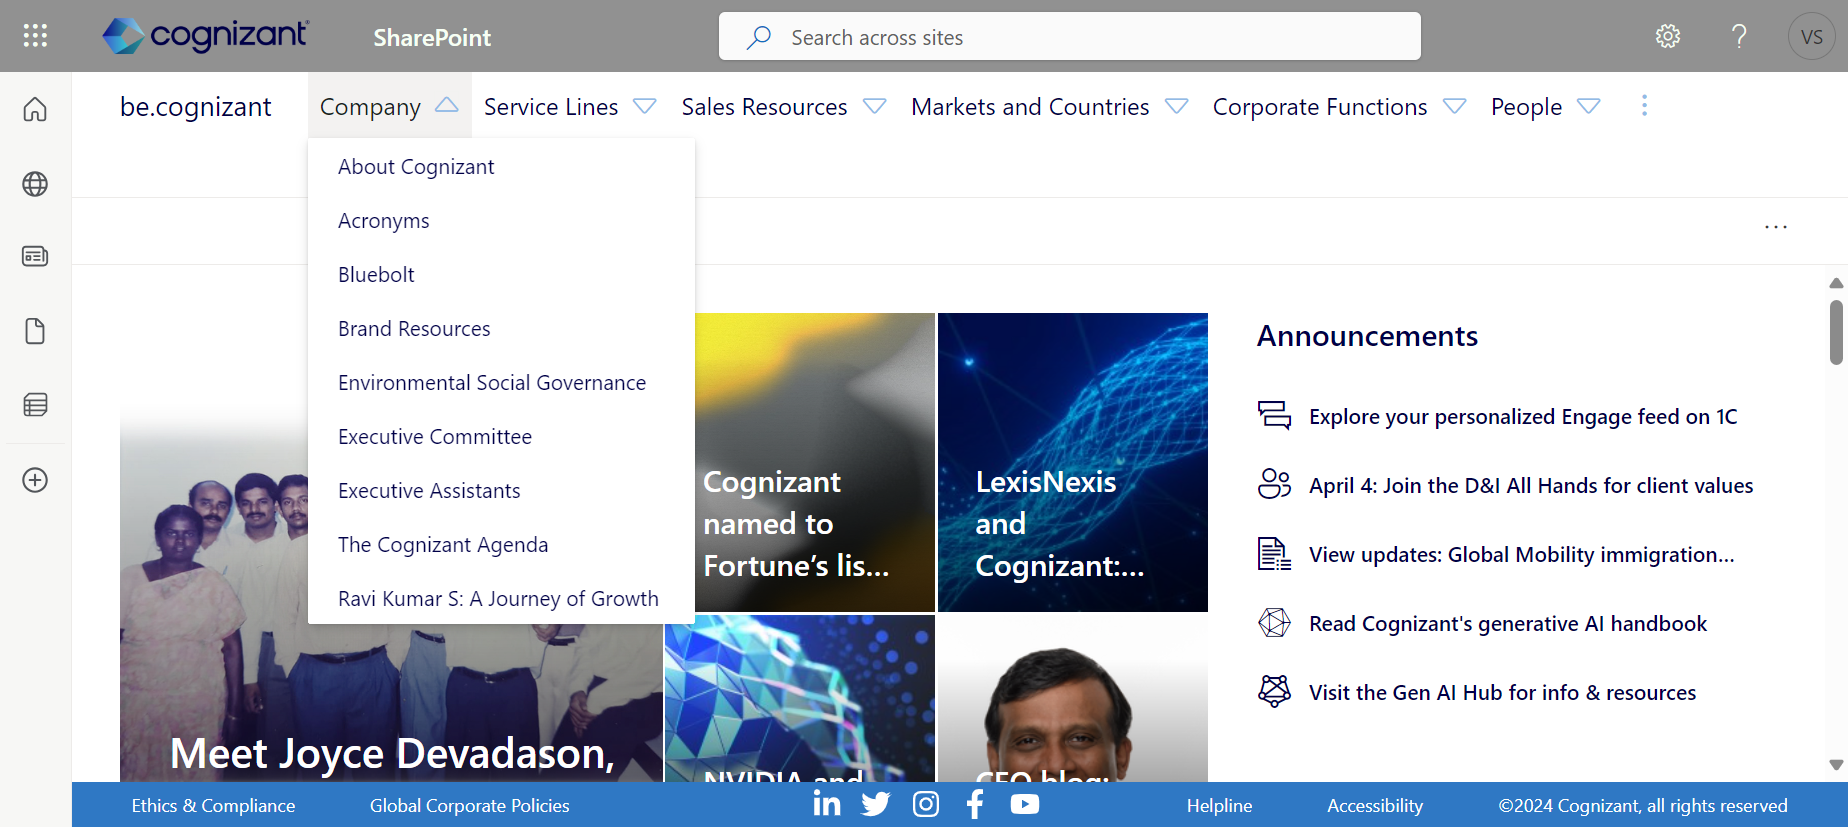 cognizant
SharePoint
Search across sites
VS
be.cognizant
Company
Service Lines
Sales Resources
Markets and Countries
Corporate Functions
People
About Cognizant
Acronyms
Bluebolt
Brand Resources
Environmental Social Governance
Executive Committee
Executive Assistants
The Cognizant Agenda
Ravi Kumar S: A Journey of Growth
Meet Joyce Devadason,
Cognizant
named to
Fortune’s lis...
LexisNexis
and
Cognizant:...
NVIDIA and
CEO blog:
Announcements
Explore your personalized Engage feed on 1C
April 4: Join the D&I All Hands for client values
View updates: Global Mobility immigration...
Read Cognizant's generative AI handbook
Visit the Gen AI Hub for info & resources
Ethics & Compliance
Global Corporate Policies
Helpline
Accessibility
©2024 Cognizant, all rights reserved